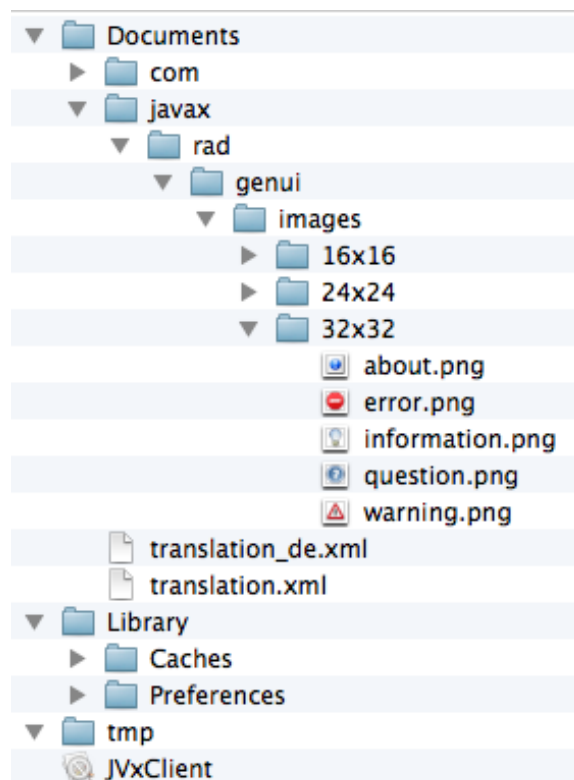 Documents
com
javax
rad
genui
images
16x16
24x24
32x32
about.png
error.png
information.png
question.png
warning.png
translation_de.xml
translation.xml
Library
Caches
Preferences
tmp
JVxClient